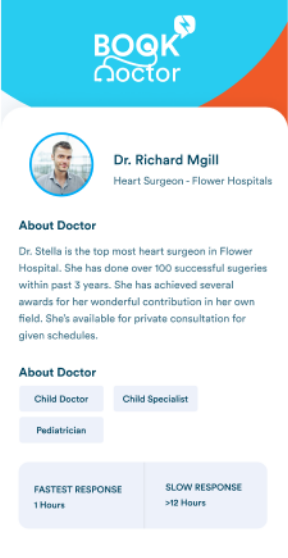 BOOK
Doctor
Dr. Richard Mgill
Heart Surgeon - Flower Hospitals
About Doctor
Dr. Stella is the top most heart surgeon in Flower
Hospital. She has done over 100 successful sugeries
within past 3 years. She has achieved several
awards for her wonderful contribution in her own
field. She's available for private consultation for
given schedules.
About Doctor
Child Doctor
Child Specialist
Pediatrician
FASTEST RESPONSE
1 Hours
SLOW RESPONSE
>12 Hours